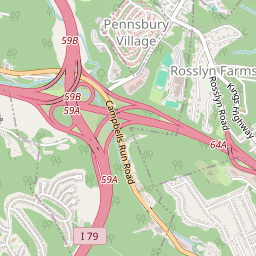 Pennsbury
Village
59B
Rosslyn Farms
59B
59A
Campbells Run Road
Rosslyn Road
Kings Highway
64A
59A
I 79